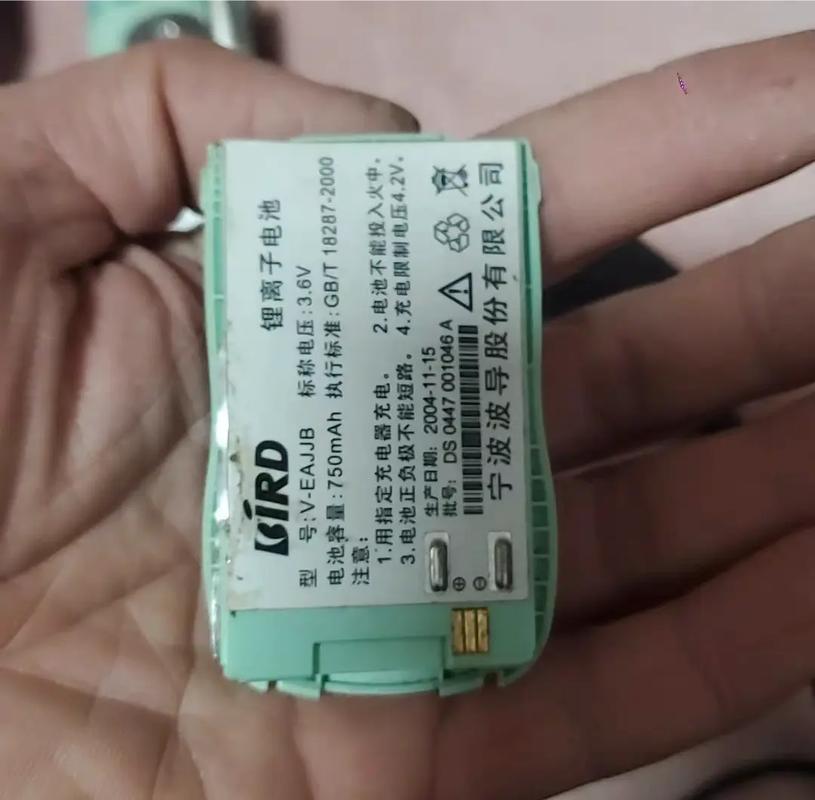 BIRD 锂离子电池
型 号:V-EAJJB 标称电压:3.6V
电池容量:750mAh 执行标准:GB/T 18287-2000
注意:
1.用指定充电器充电。 2.电池不能投入火中。
3.电池正负极不能短路。 4.充电限制电压4.2V。
生产日期: 2004-11-15
批号: DS 0447 001046 A
宁波波导股份有限公司
⊕ ⊖